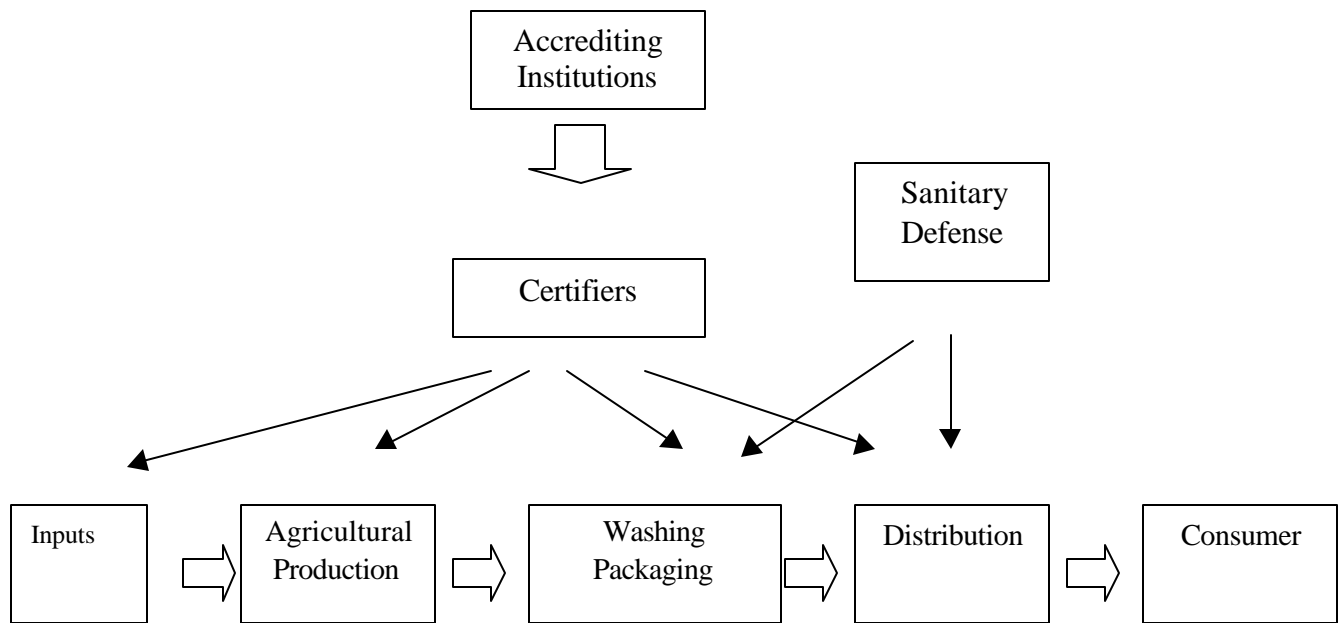 Accrediting
Institutions
Sanitary
Defense
Certifiers
Inputs
Agricultural
Production
Washing
Packaging
Distribution
Consumer